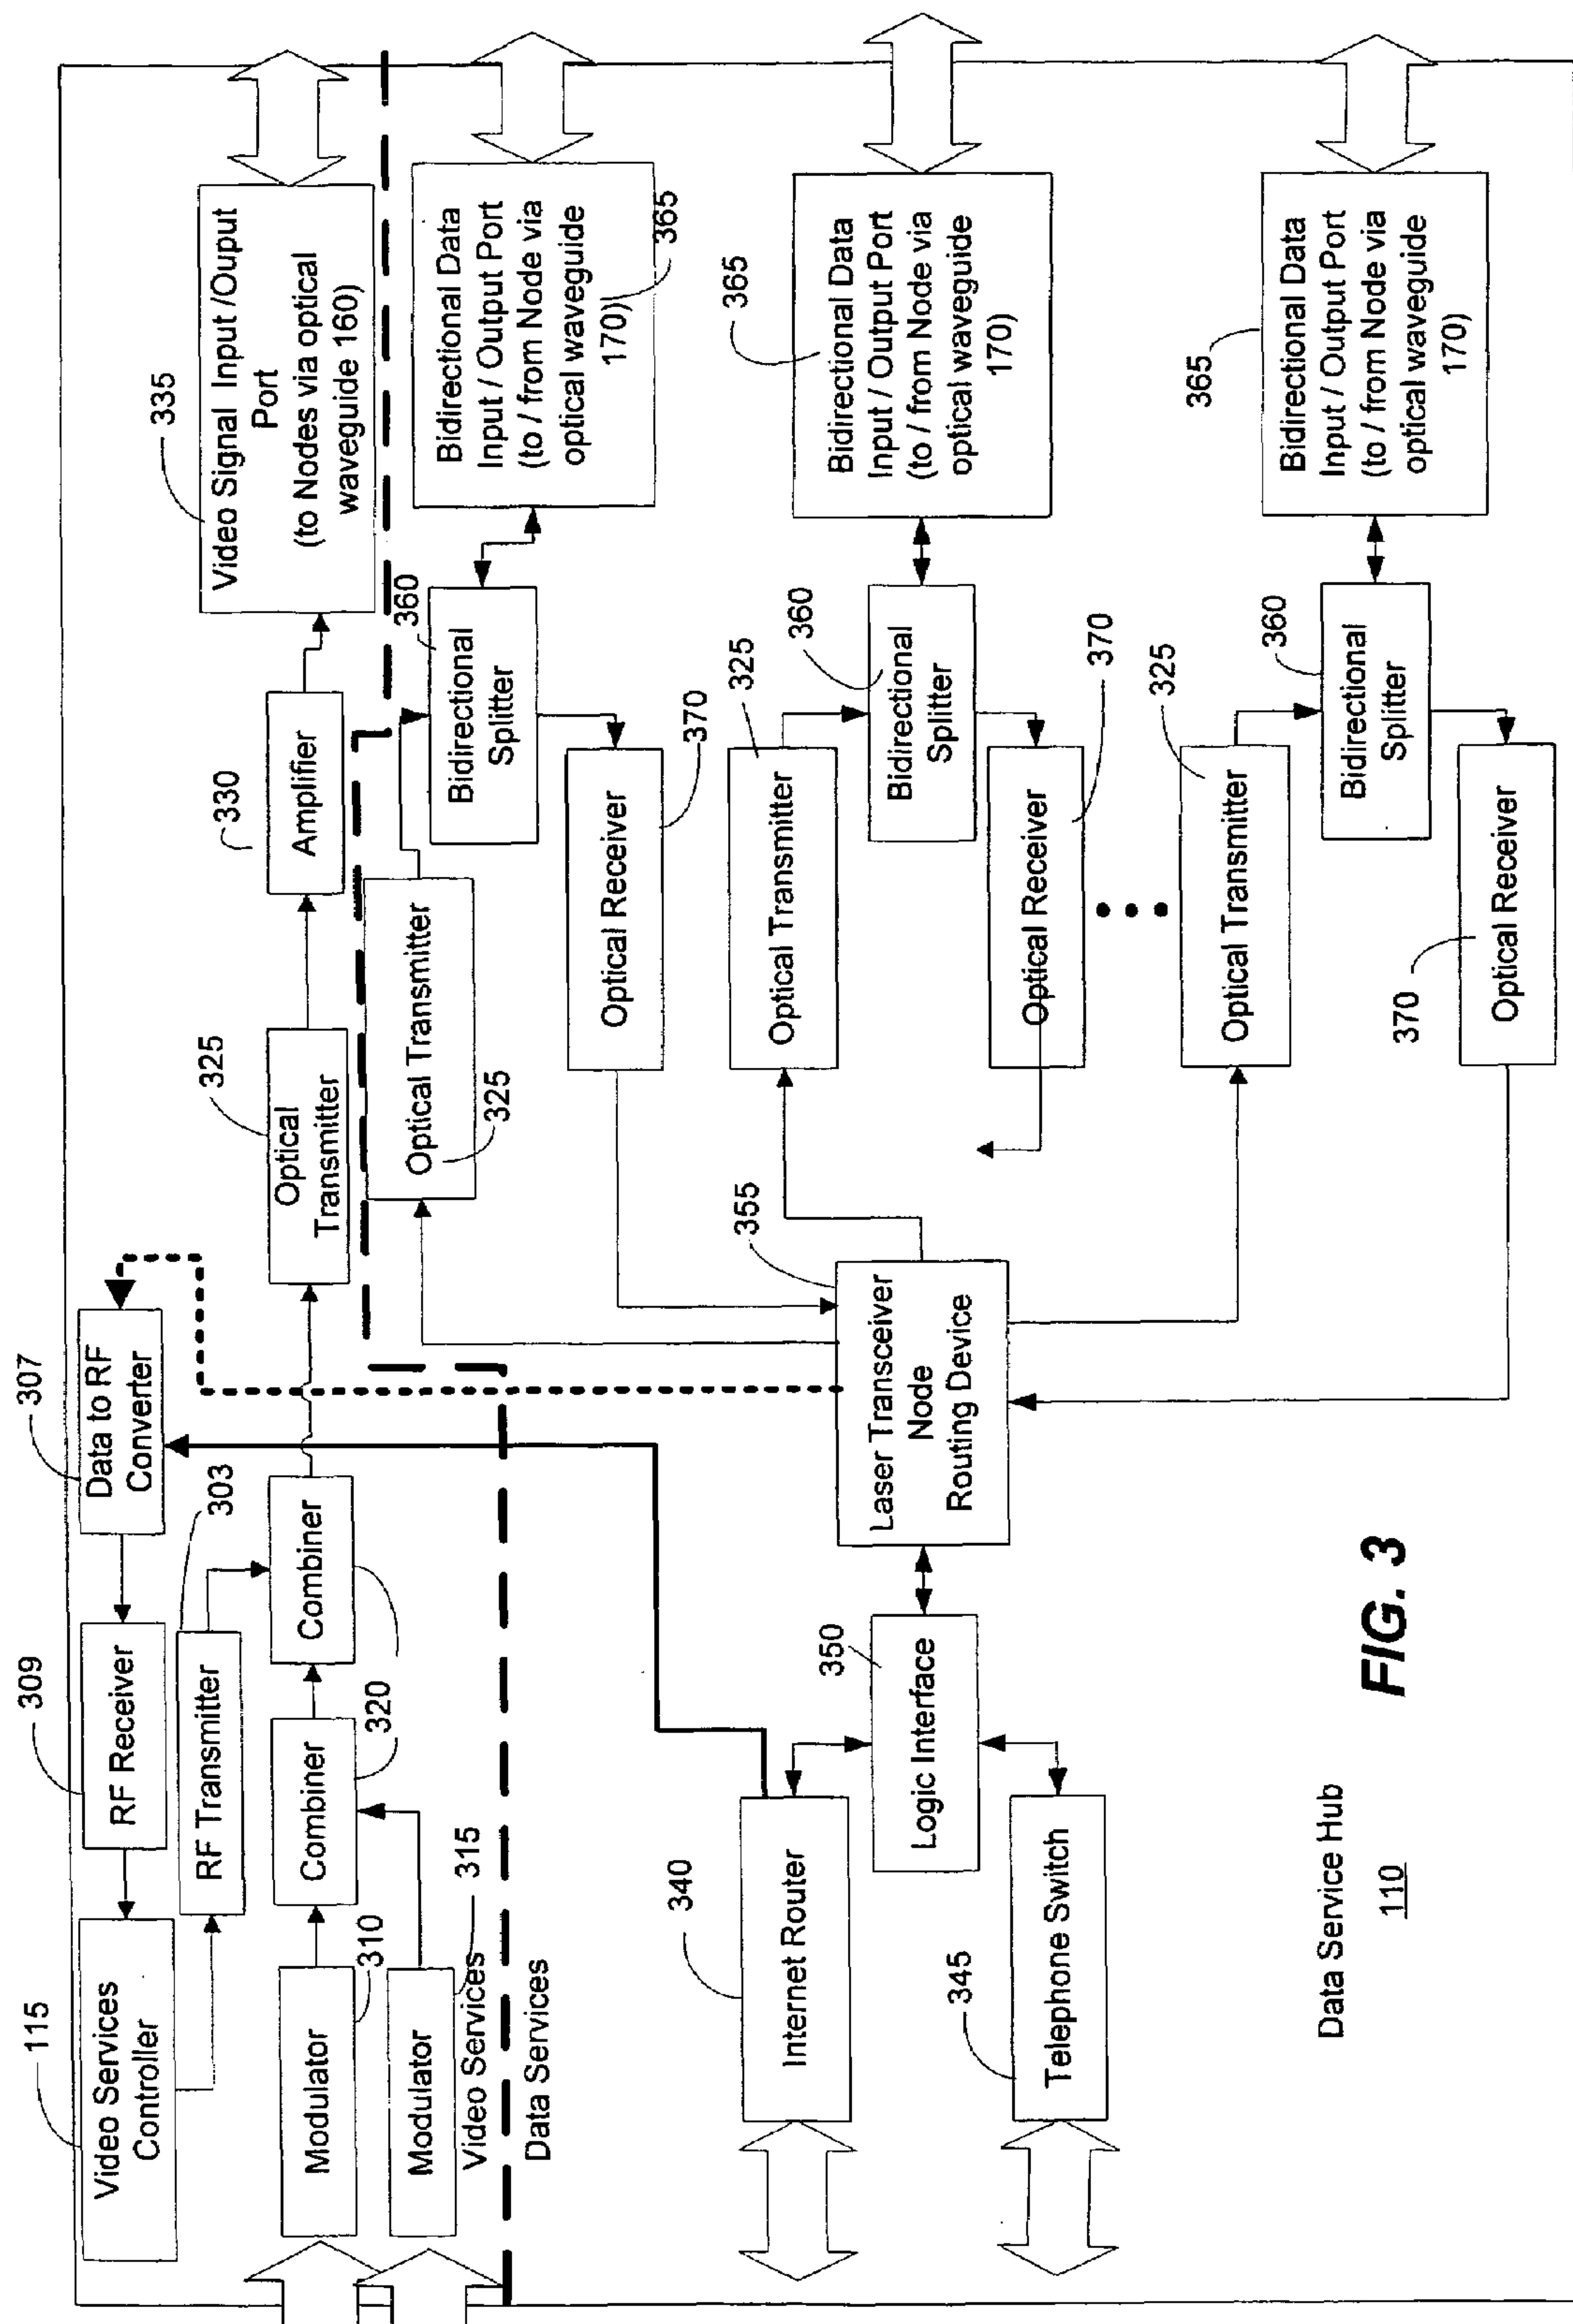 115
Video Services
Controller
309
RF Receiver
307
Data to RF
Converter
RF Transmitter
303
Modulator
310
Combiner
320
Combiner
Optical
Transmitter
325
Amplifier
330
335
Video Signal Input /Ouput
Port
(to Nodes via optical
waveguide 160)
Modulator
315
Video Services
Data Services
Optical Transmitter
325
Bidirectional
Splitter
360
Bidirectional Data
Input / Output Port
(to / from Node via
optical waveguide
170)
365
Optical Receiver
370
340
Internet Router
350
Logic Interface
345
Telephone Switch
355
Laser Transceiver
Node
Routing Device
Optical Transmitter
325
Bidirectional
Splitter
360
365
Bidirectional Data
Input / Output Port
(to / from Node via
optical waveguide
170)
Optical Receiver
370
Optical Transmitter
325
Bidirectional
Splitter
360
365
Bidirectional Data
Input / Output Port
(to / from Node via
optical waveguide
170)
370
Optical Receiver
Data Service Hub
110
FIG. 3